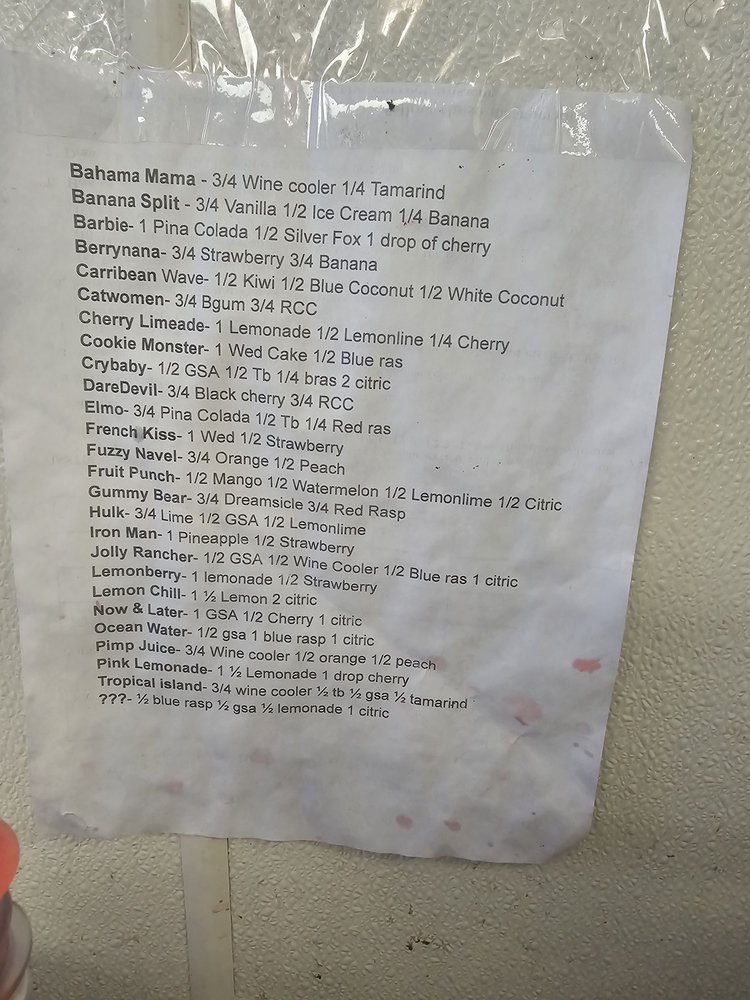 Bahama Mama - 3/4 Wine cooler 1/4 Tamarind
Banana Split - 3/4 Vanilla 1/2 Ice Cream 1/4 Banana
Barbie- 1 Pina Colada 1/2 Silver Fox 1 drop of cherry
Berrynana- 3/4 Strawberry 3/4 Banana
Carribean Wave- 1/2 Kiwi 1/2 Blue Coconut 1/2 White Coconut
Catwomen- 3/4 Bgum 3/4 RCC
Cherry Limeade- 1 Lemonade 1/2 Lemonline 1/4 Cherry
Cookie Monster- 1 Wed Cake 1/2 Blue ras
Crybaby- 1/2 GSA 1/2 Tb 1/4 bras 2 citric
DareDevil- 3/4 Black cherry 3/4 RCC
Elmo- 3/4 Pina Colada 1/2 Tb 1/4 Red ras
French Kiss- 1 Wed 1/2 Strawberry
Fuzzy Navel- 3/4 Orange 1/2 Peach
Fruit Punch- 1/2 Mango 1/2 Watermelon 1/2 Lemonlime 1/2 Citric
Gummy Bear- 3/4 Dreamsicle 3/4 Red Rasp
Hulk- 3/4 Lime 1/2 GSA 1/2 Lemonlime
Iron Man- 1 Pineapple 1/2 Strawberry
Jolly Rancher- 1/2 GSA 1/2 Wine Cooler 1/2 Blue ras 1 citric
Lemonberry- 1 lemonade 1/2 Strawberry
Lemon Chill- 1 ½ Lemon 2 citric
Now & Later- 1 GSA 1/2 Cherry 1 citric
Ocean Water- 1/2 gsa 1 blue rasp 1 citric
Pimp Juice- 3/4 Wine cooler 1/2 orange 1/2 peach
Pink Lemonade- 1 ½ Lemonade 1 drop cherry
Tropical island- 3/4 wine cooler ½ tb ½ gsa ½ tamarind
???- ½ blue rasp ½ gsa ½ lemonade 1 citric